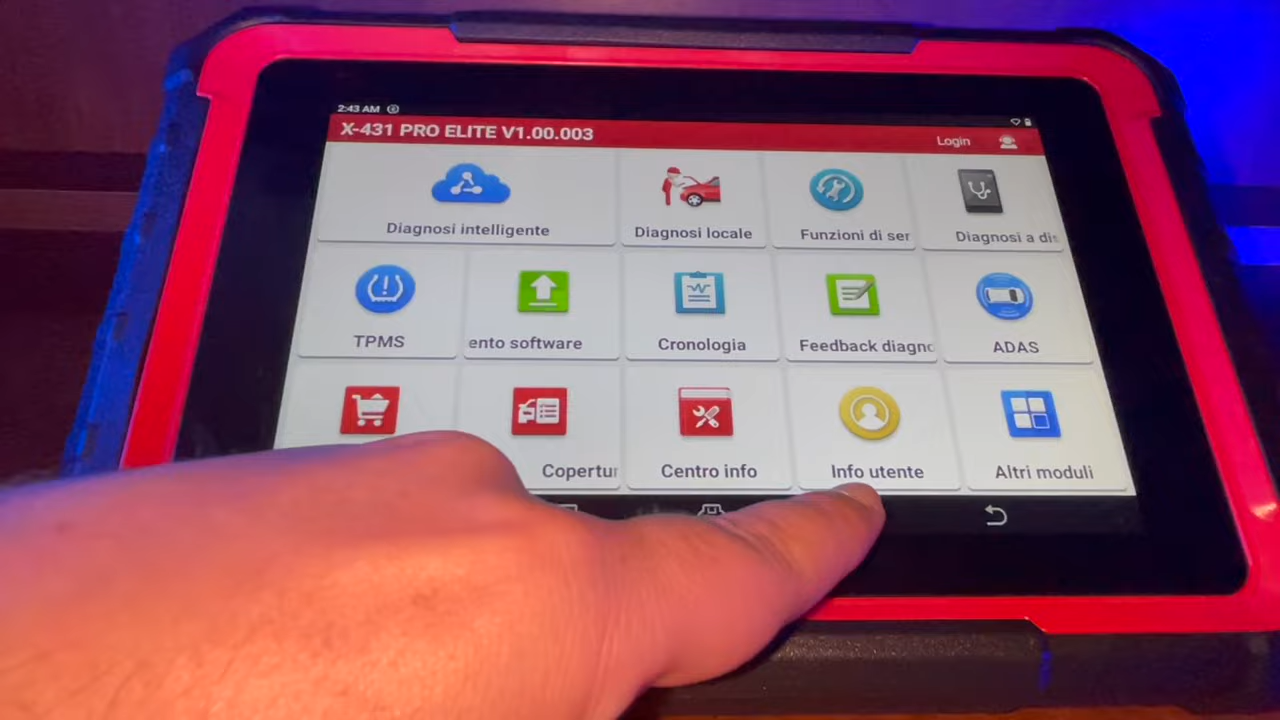 2:43 AM
X-431 PRO ELITE V1.00.003
Login
Diagnosi intelligente
Diagnosi locale
Funzioni di ser
Diagnosi a dis
TPMS
ento software
Cronologia
Feedback diagno
ADAS
Copertur
Centro info
Info utente
Altri moduli